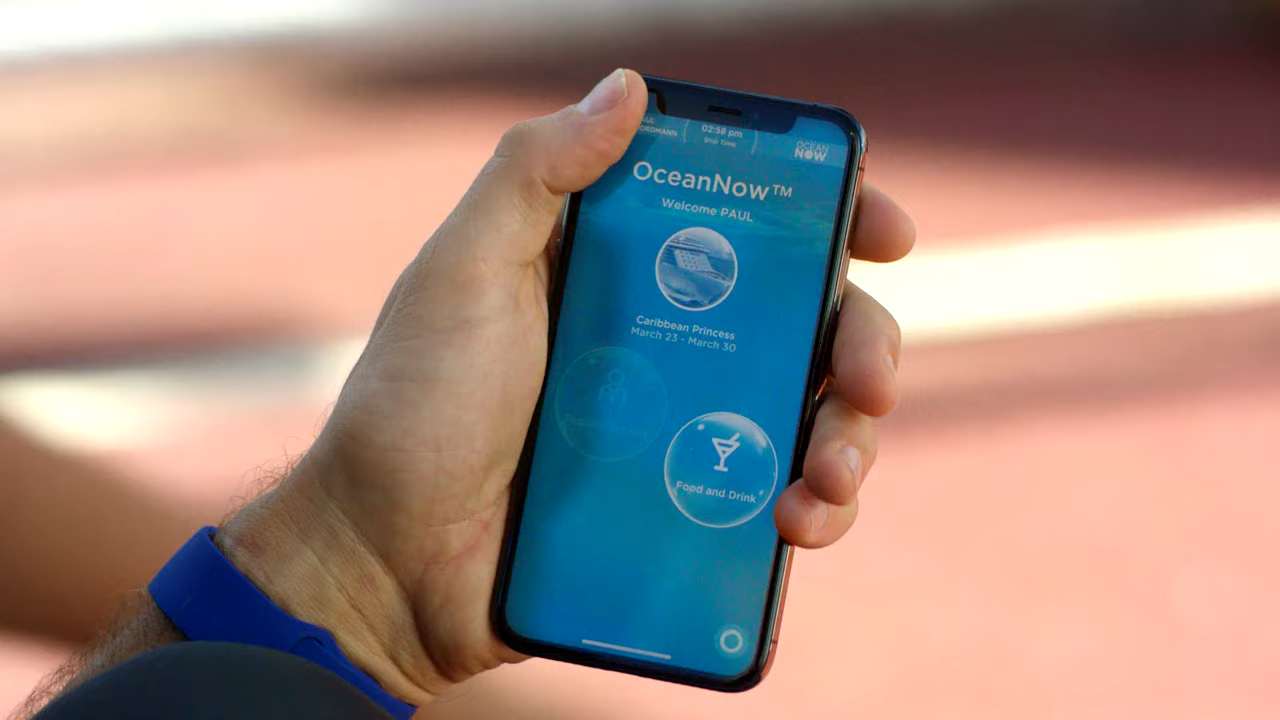 02:58 pm
Ship Time
OCEAN
NOW
OceanNow™
Welcome PAUL
Caribbean Princess
March 23 - March 30
Food and Drink